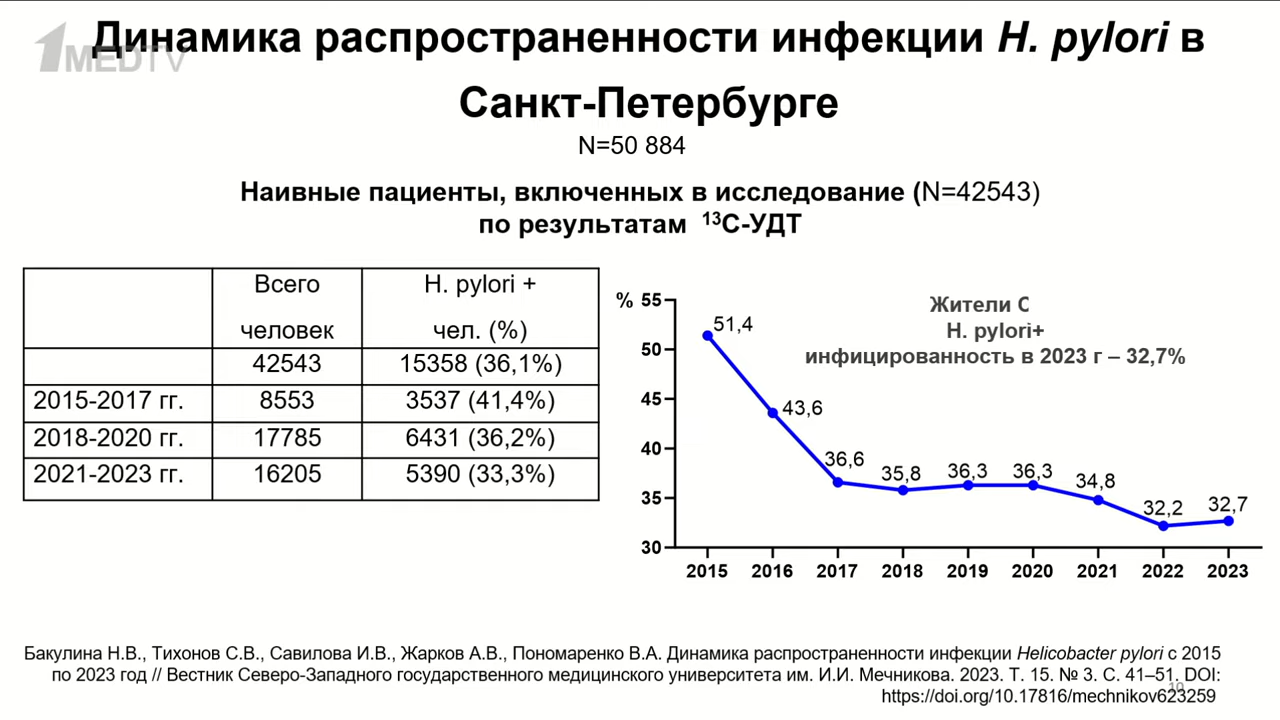 Динамика распространенности инфекции H. pylori в
Санкт-Петербурге
1MEDTV
N=50 884
Наивные пациенты, включенных в исследование (N=42543)
по результатам ¹³С-УДТ
Всего человек | H. pylori + чел. (%)
42543 | 15358 (36,1%)
2015-2017 гг. | 8553 | 3537 (41,4%)
2018-2020 гг. | 17785 | 6431 (36,2%)
2021-2023 гг. | 16205 | 5390 (33,3%)
Жители С
H. pylori+
инфицированность в 2023 г – 32,7%
%
55
50
45
40
35
30
51,4
43,6
36,6
35,8
36,3
36,3
34,8
32,2
32,7
2015 2016 2017 2018 2019 2020 2021 2022 2023
Бакулина Н.В., Тихонов С.В., Савилова И.В., Жарков А.В., Пономаренко В.А. Динамика распространенности инфекции Helicobacter pylori с 2015
по 2023 год // Вестник Северо-Западного государственного медицинского университета им. И.И. Мечникова. 2023. Т. 15. № 3. С. 41–51. DOI:
https://doi.org/10.17816/mechnikov623259
10